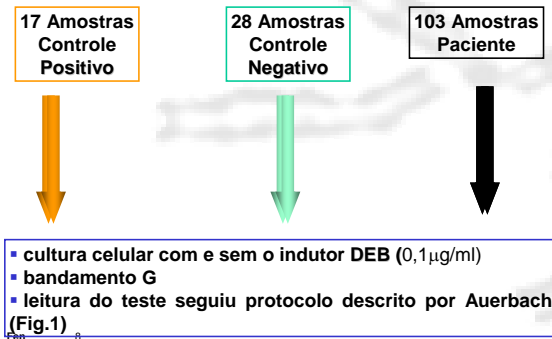 17 Amostras
Controle
Positivo
28 Amostras
Controle
Negativo
103 Amostras
Paciente
▪ cultura celular com e sem o indutor DEB (0,1µg/ml)
▪ bandamento G
▪ leitura do teste seguiu protocolo descrito por Auerbach
(Fig.1)
8